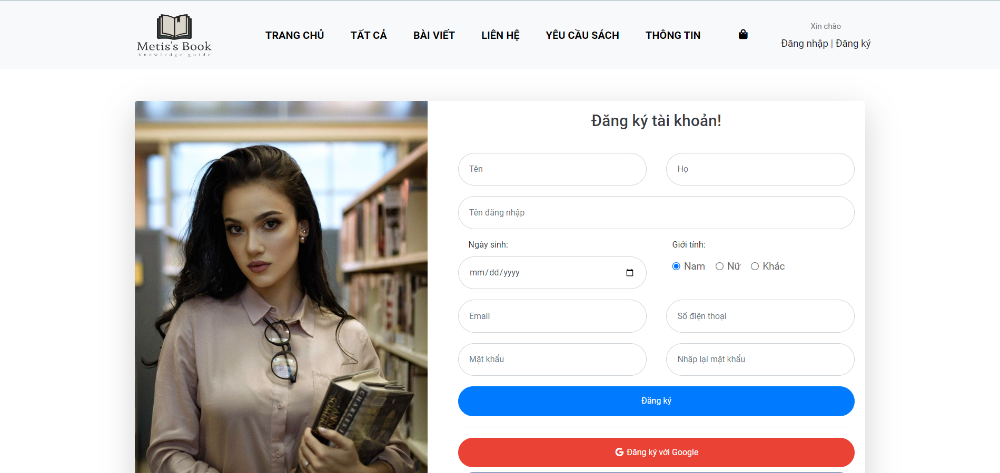 Metis's Book
knowledge guide
TRANG CHỦ TẤT CẢ BÀI VIẾT LIÊN HỆ YÊU CẦU SÁCH THÔNG TIN
Xin chào
Đăng nhập | Đăng ký
Đăng ký tài khoản!
Tên Họ
Tên đăng nhập
Ngày sinh: Giới tính:
mm/dd/yyyy Nam Nữ Khác
Email Số điện thoại
Mật khẩu Nhập lại mật khẩu
Đăng ký
Đăng ký với Google
CHARLES